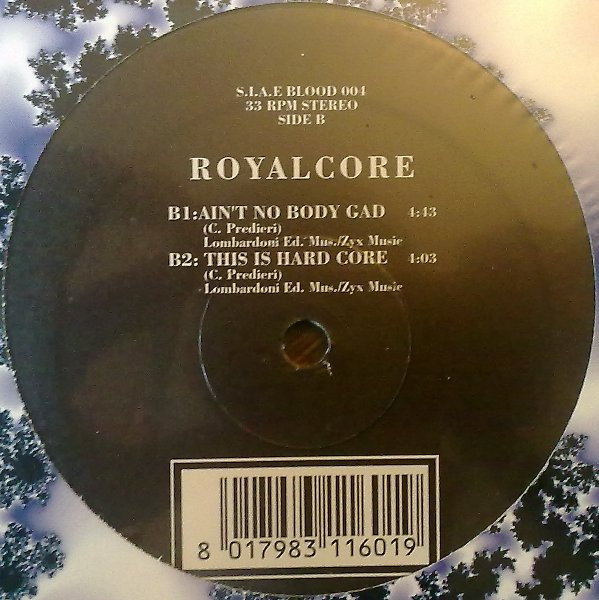 S.I.A.E BLOOD 004
33 RPM STEREO
SIDE B
ROYALCORE
B1:AIN'T NO BODY GAD 4:43
(C. Predieri)
Lombardoni Ed. Mus./Zyx Music
B2: THIS IS HARD CORE 4:03
(C. Predieri)
Lombardoni Ed. Mus./Zyx Music
8 017983 116019